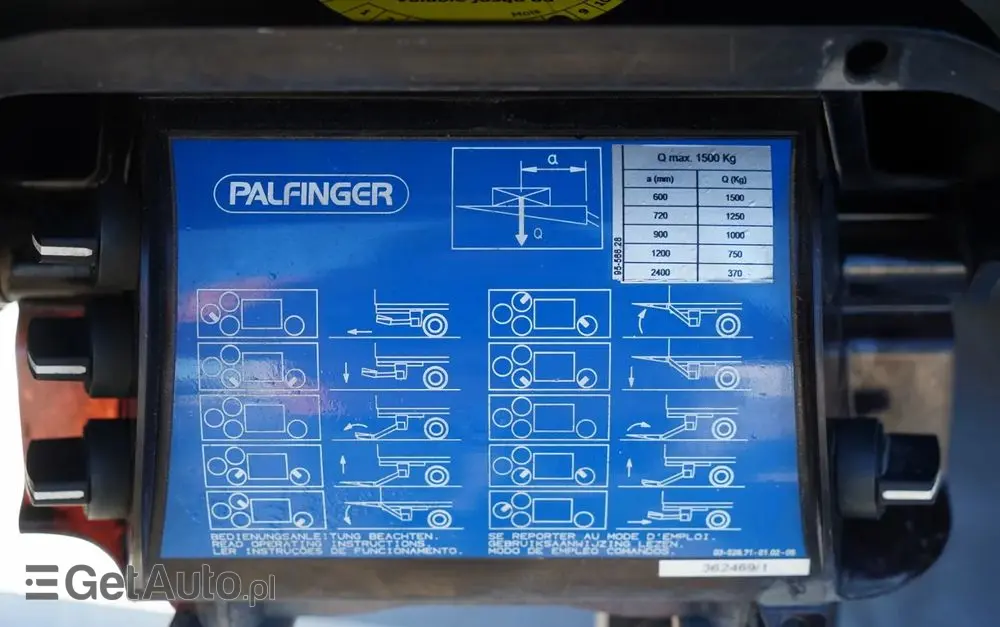 PALFINGER
a
Q
Q max. 1500 Kg
a (mm) Q (Kg)
600 1500
720 1250
900 1000
1200 750
2400 370
95-568.28
BEDIENUNGSANLEITUNG BEACHTEN.
READ OPERATING INSTRUCTIONS.
LER INSTRUCOES DE FUNCIONAMENTO.
SE REPORTER AU MODE D'EMPLOI.
GEBRUIKSAANWIJZING LEZEN.
MODO DE EMPLEO COMANDOS.
03-528.71-01.02-05
362469/1
GetAuto.pl